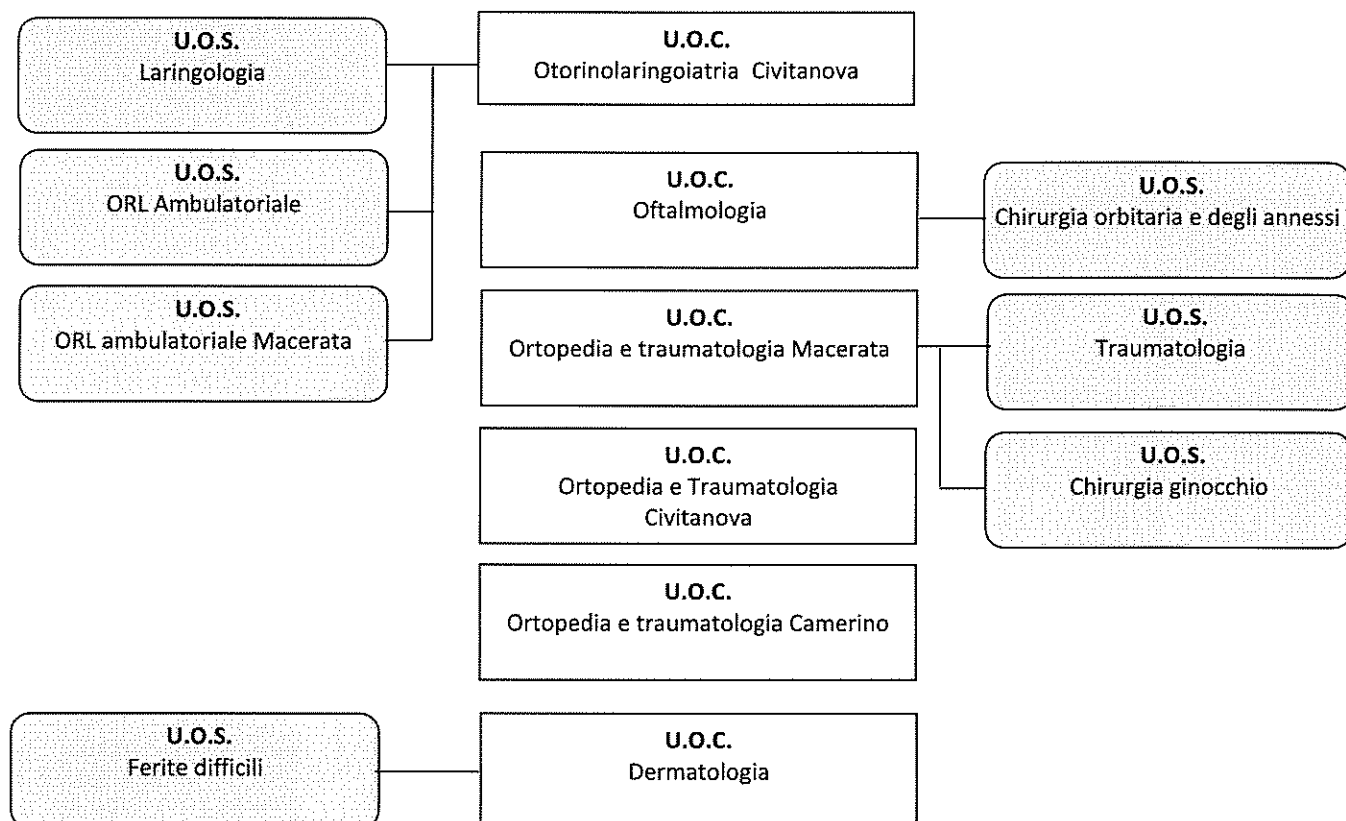 U.O.S.
Laringologia
U.O.C.
Otorinolaringoiatria Civitanova
U.O.S.
ORL Ambulatoriale
U.O.C.
Oftalmologia
U.O.S.
Chirurgia orbitaria e degli annessi
U.O.S.
ORL ambulatoriale Macerata
U.O.C.
Ortopedia e traumatologia Macerata
U.O.S.
Traumatologia
U.O.C.
Ortopedia e Traumatologia
Civitanova
U.O.S.
Chirurgia ginocchio
U.O.C.
Ortopedia e traumatologia Camerino
U.O.S.
Ferite difficili
U.O.C.
Dermatologia